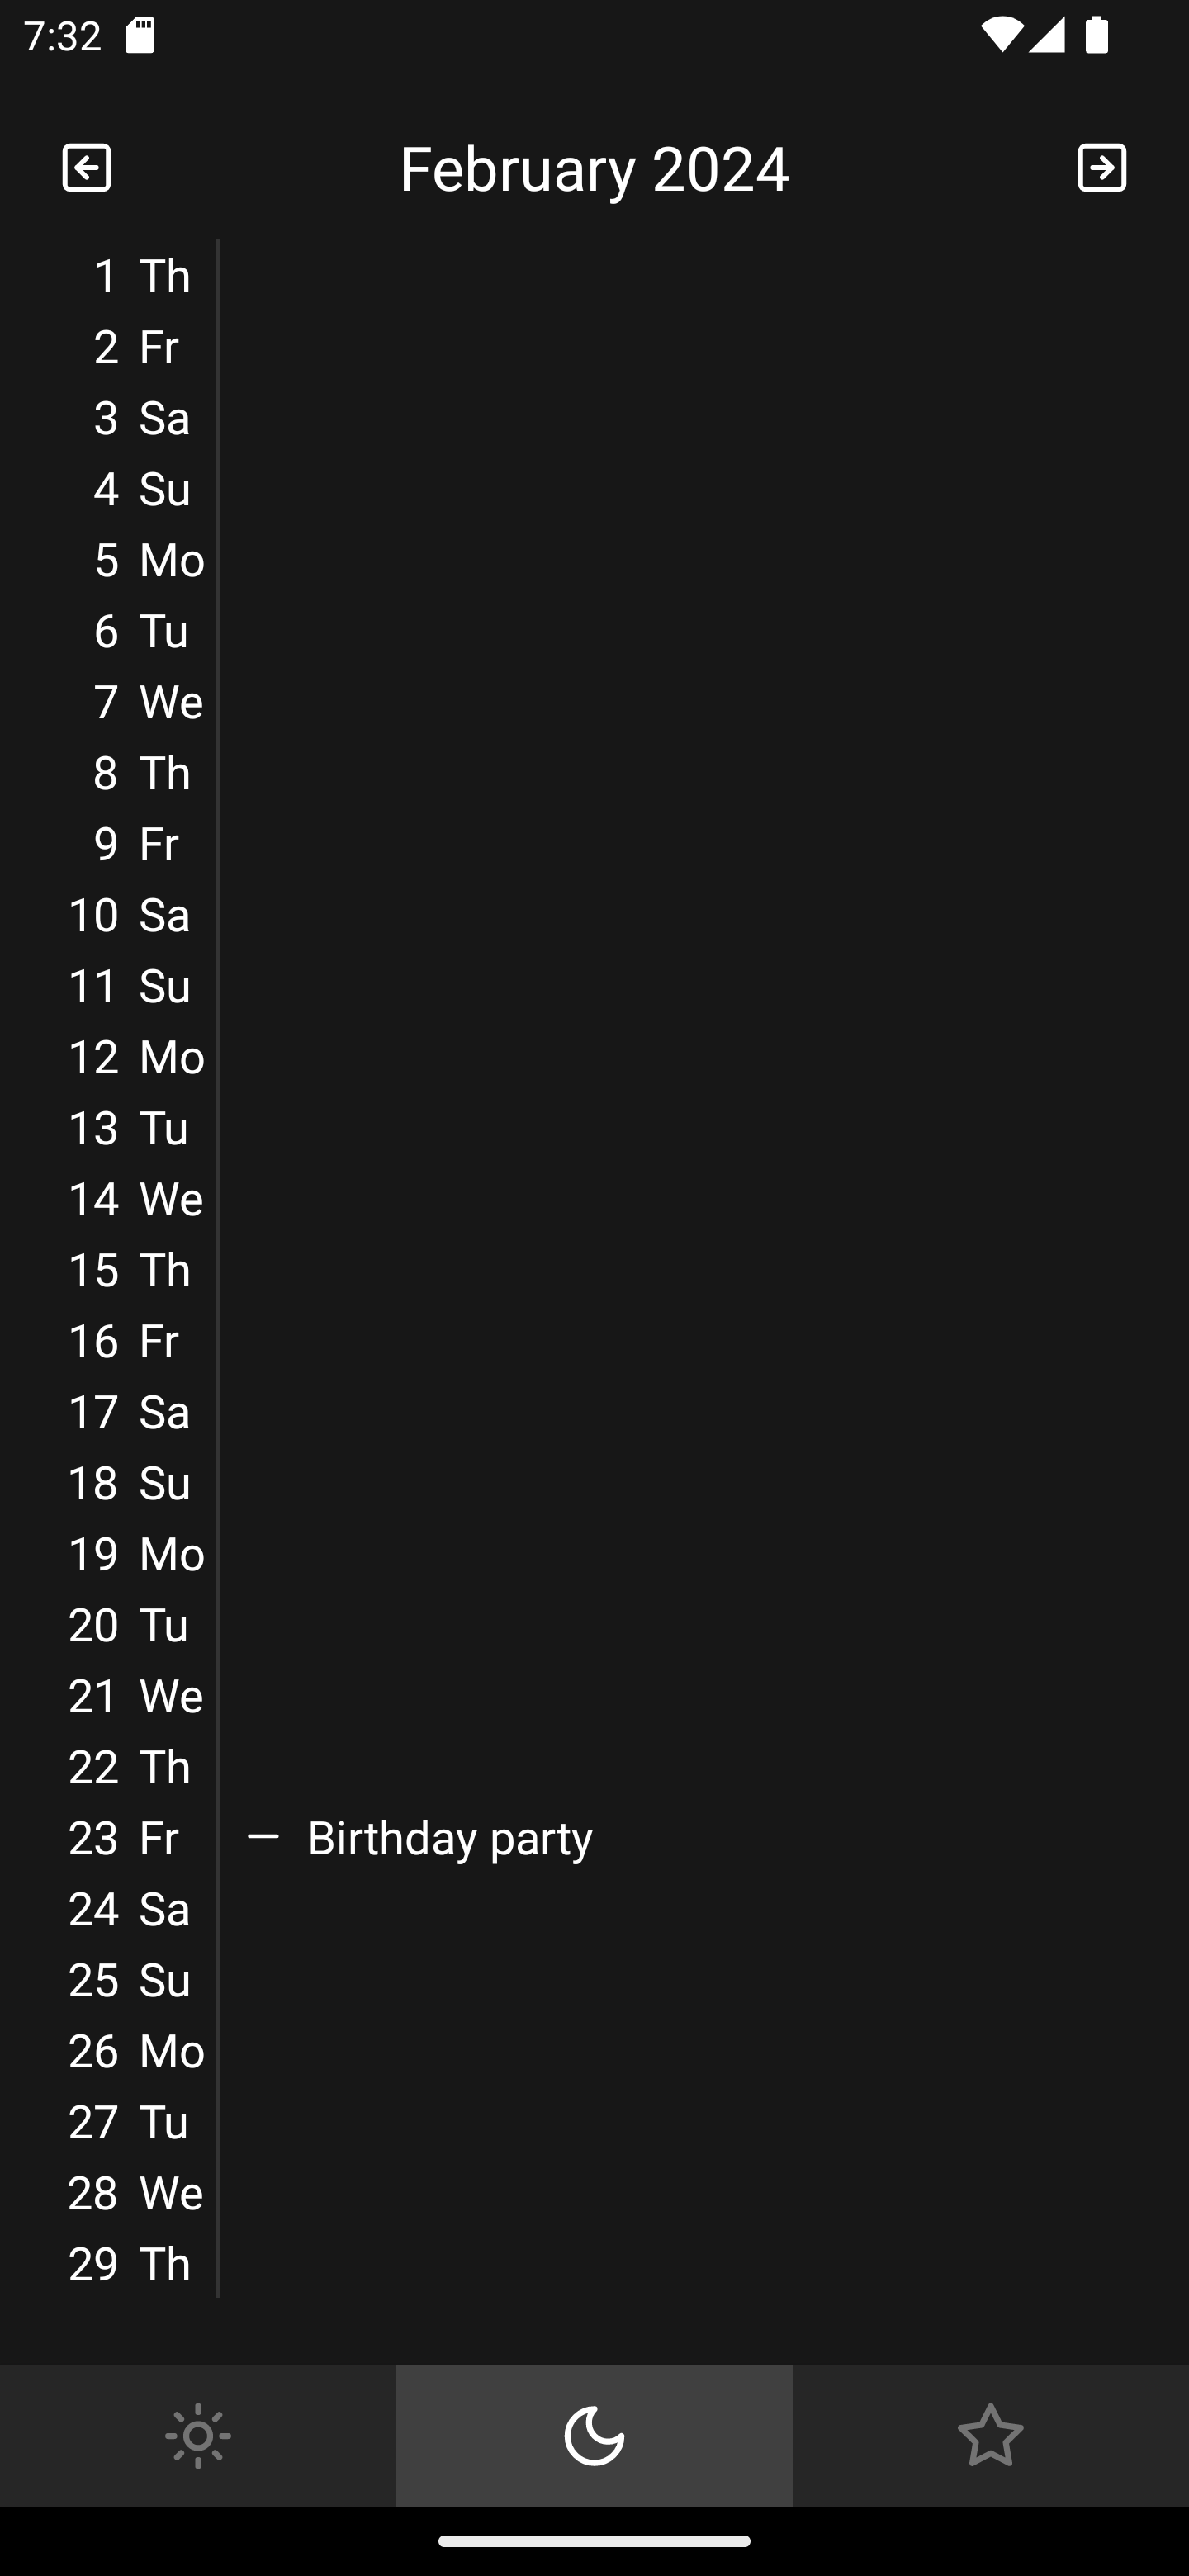 7:32
February 2024
1 Th
2 Fr
3 Sa
4 Su
5 Mo
6 Tu
7 We
8 Th
9 Fr
10 Sa
11 Su
12 Mo
13 Tu
14 We
15 Th
16 Fr
17 Sa
18 Su
19 Mo
20 Tu
21 We
22 Th
23 Fr — Birthday party
24 Sa
25 Su
26 Mo
27 Tu
28 We
29 Th